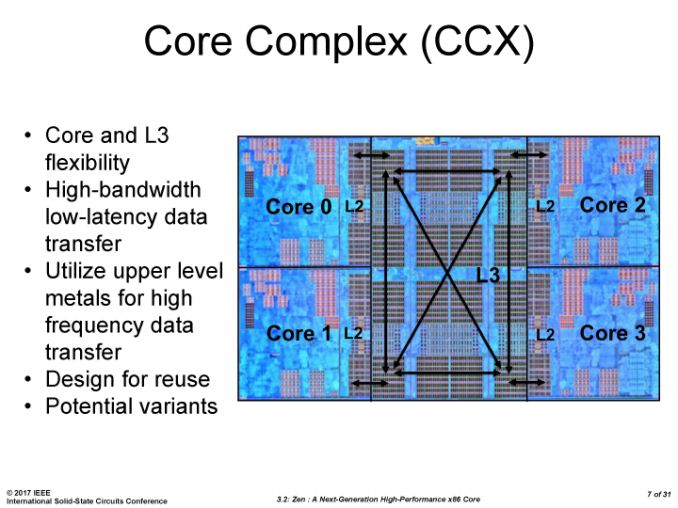 Core Complex (CCX)
• Core and L3
flexibility
• High-bandwidth
low-latency data
transfer
• Utilize upper level
metals for high
frequency data
transfer
• Design for reuse
• Potential variants
Core 0 L2 L2 Core 2
L3
Core 1 L2 L2 Core 3
© 2017 IEEE
International Solid-State Circuits Conference
3.2: Zen : A Next-Generation High-Performance x86 Core
7 of 31